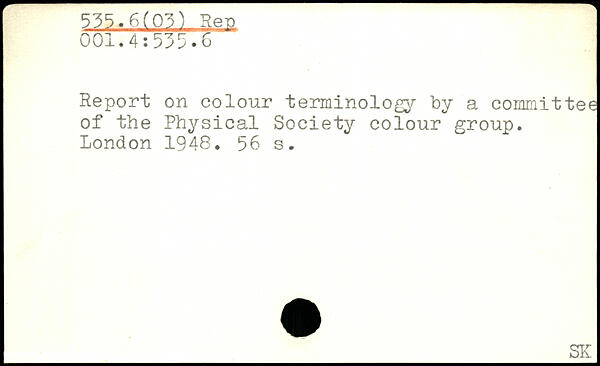 535.6(03) Rep
001.4:535.6
Report on colour terminology by a committee
of the Physical Society colour group.
London 1948. 56 s.
SK